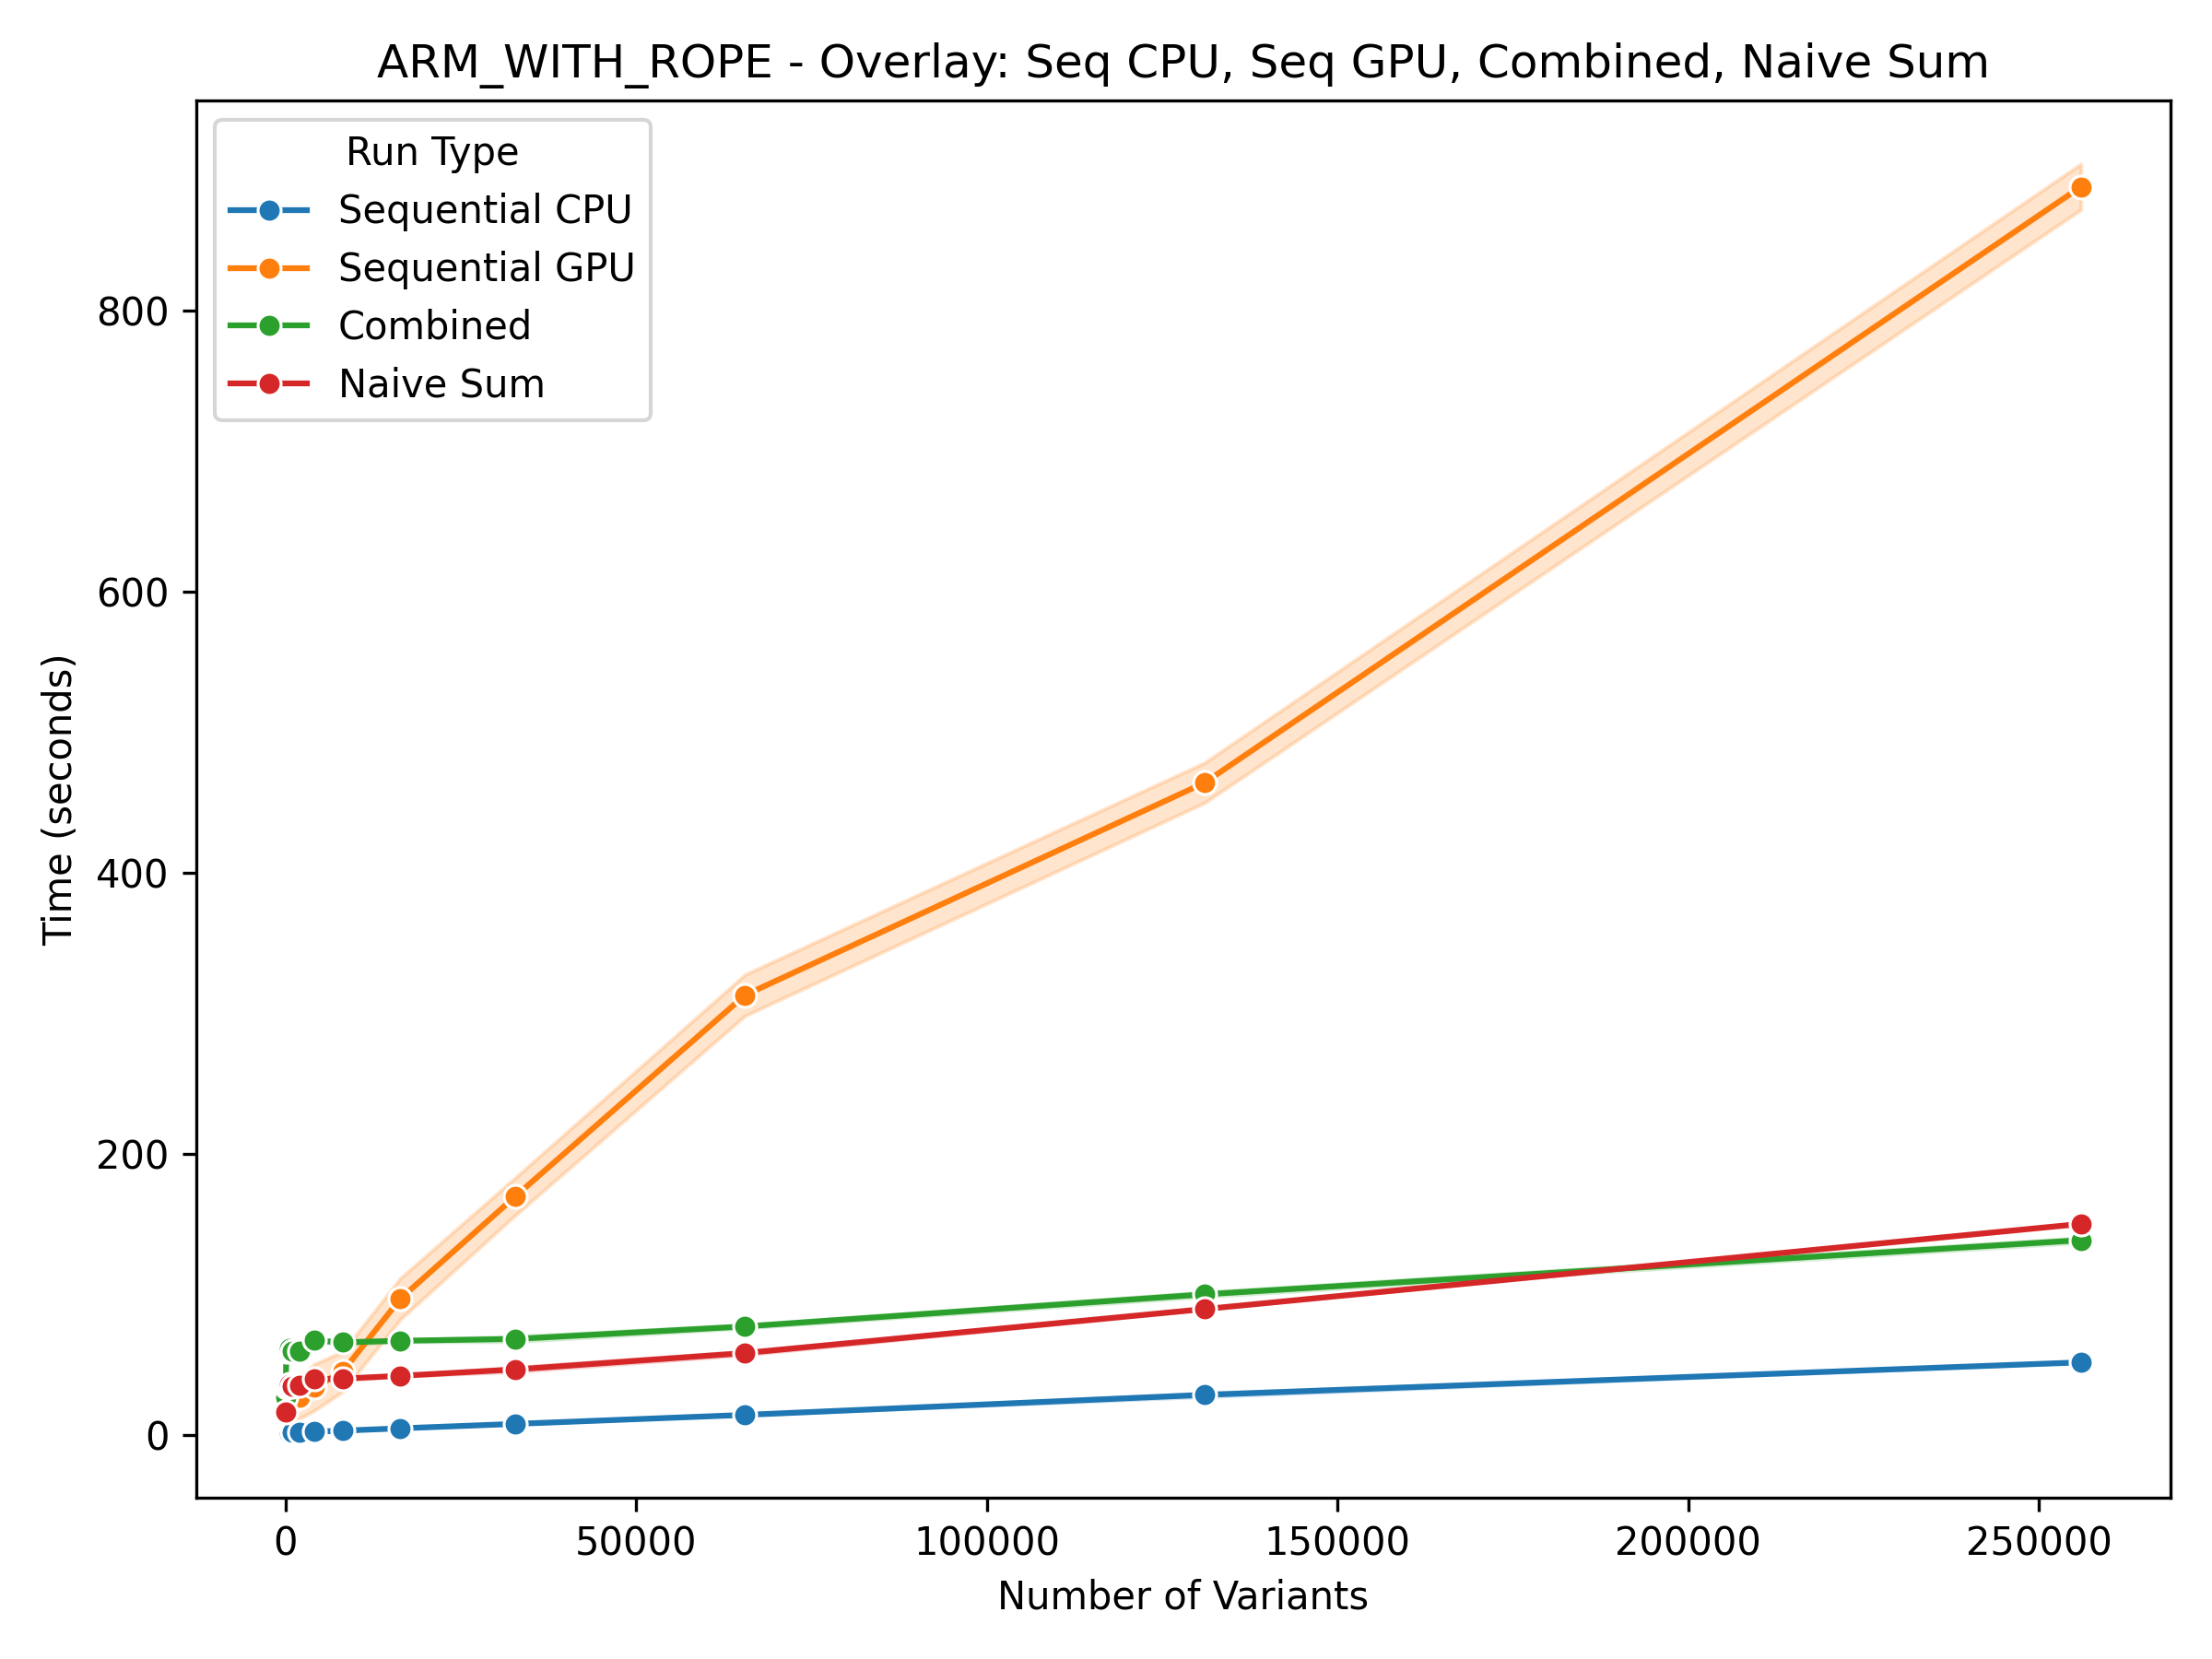 ARM_WITH_ROPE - Overlay: Seq CPU, Seq GPU, Combined, Naive Sum
Run Type
Sequential CPU
Sequential GPU
Combined
Naive Sum
800
600
400
200
0
Time (seconds)
0 50000 100000 150000 200000 250000
Number of Variants